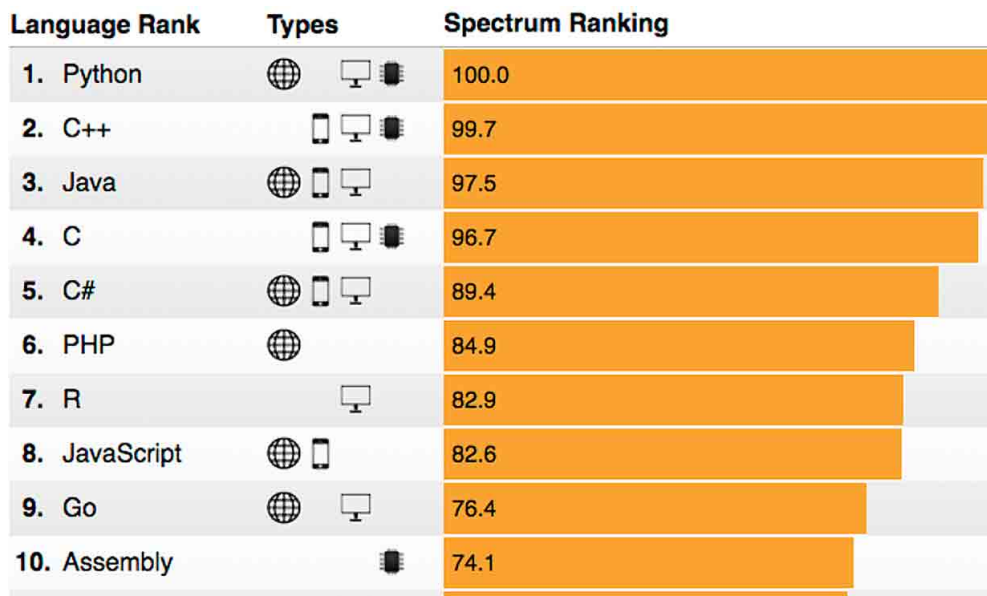 Language Rank Types Spectrum Ranking
1. Python 100.0
2. C++ 99.7
3. Java 97.5
4. C 96.7
5. C# 89.4
6. PHP 84.9
7. R 82.9
8. JavaScript 82.6
9. Go 76.4
10. Assembly 74.1